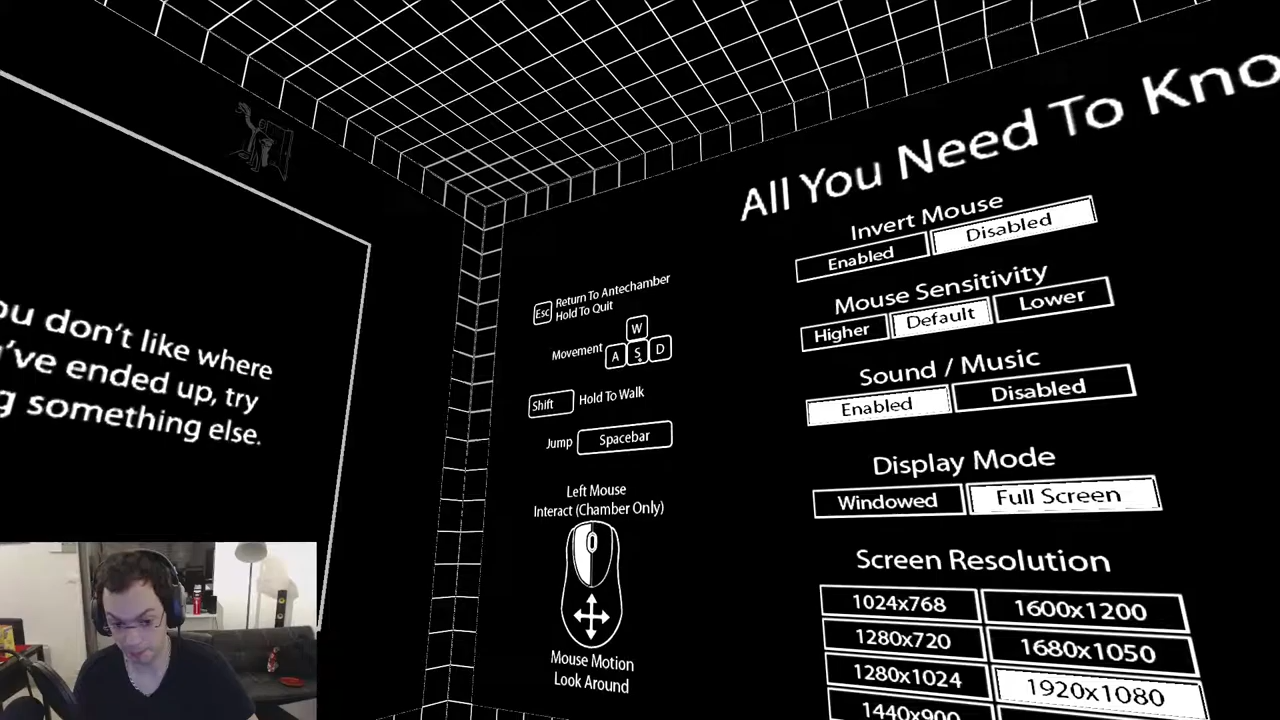 All You Need To Kno
ou don't like where
've ended up, try
g something else.
Esc
Return To Antechamber
Hold To Quit
Movement
W
A S D
Shift
Hold To Walk
Jump
Spacebar
Left Mouse
Interact (Chamber Only)
Mouse Motion
Look Around
Invert Mouse
Enabled
Disabled
Mouse Sensitivity
Higher
Default
Lower
Sound / Music
Enabled
Disabled
Display Mode
Windowed
Full Screen
Screen Resolution
1024x768
1600x1200
1280x720
1680x1050
1280x1024
1920x1080
1440x900